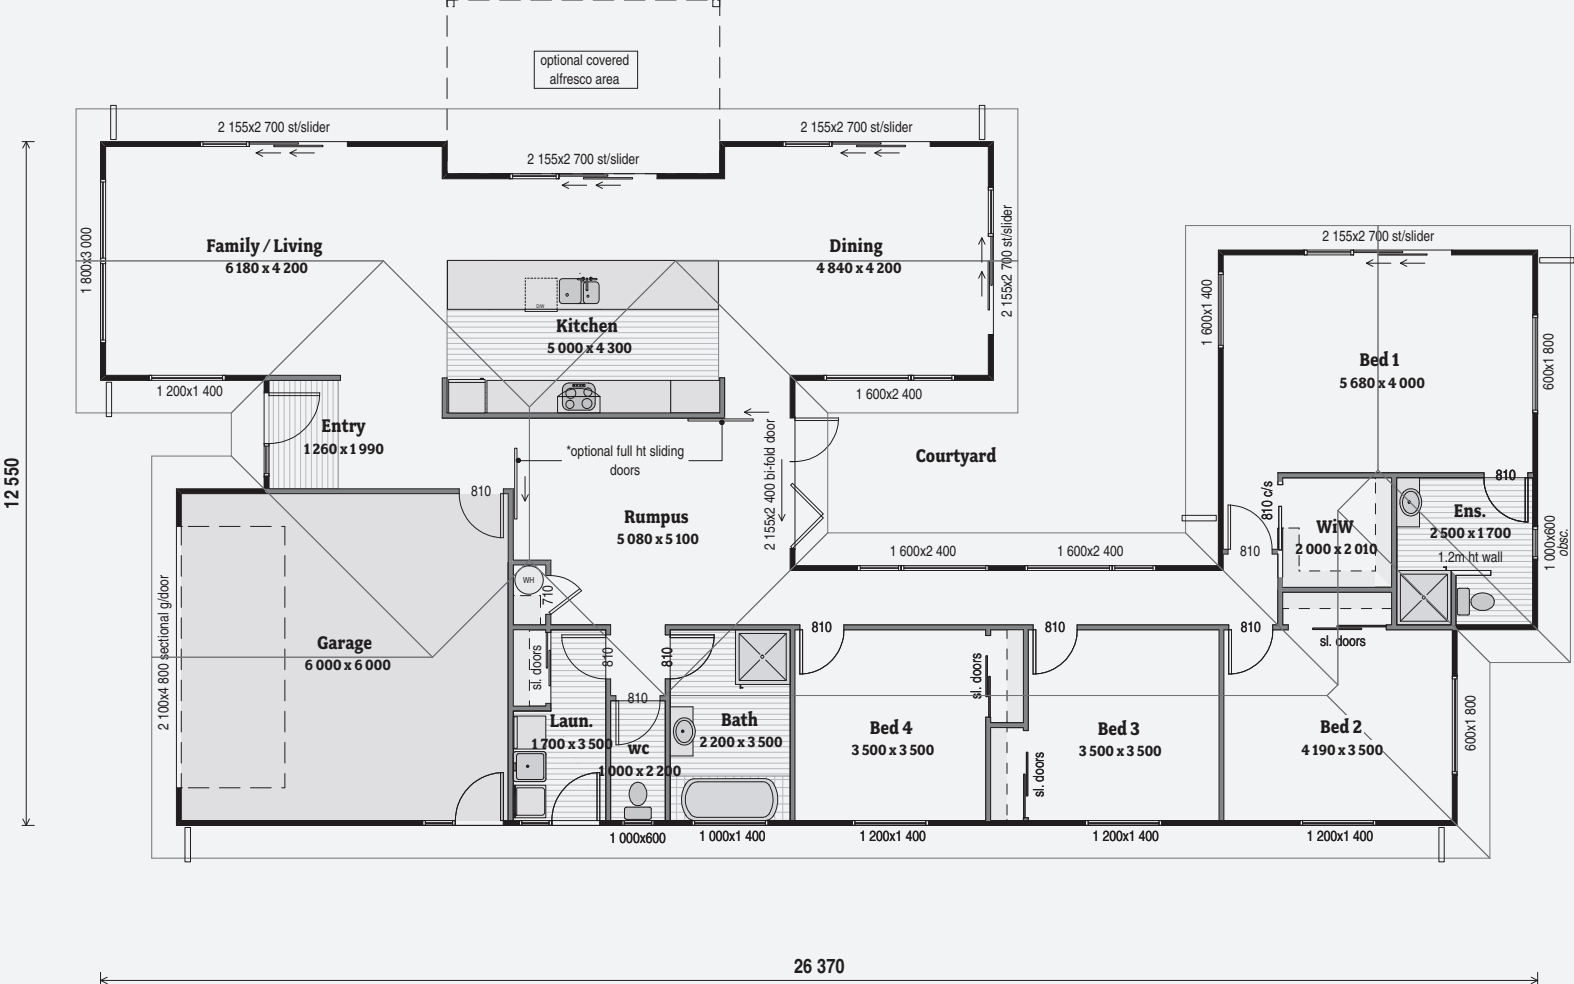 optional covered
alfresco area
2 155x2 700 st/slider
2 155x2 700 st/slider
2 155x2 700 st/slider
2 155x2 700 st/slider
Family / Living
6 180 x 4 200
Dining
4 840 x 4 200
1 800x3 000
2 155x2 700 st/slider
1 600x1 400
DW
Kitchen
5 000 x 4 300
Bed 1
5 680 x 4 000
600x1 800
1 200x1 400
1 600x2 400
Entry
1 260 x 1 990
*optional full ht sliding
doors
2 155x2 400 bi-fold door
Courtyard
12 550
810
810
810 c/s
Rumpus
5 080 x 5 100
WiW
2 000 x 2 010
Ens.
2 500 x 1 700
1.2m ht wall
1 000x600
obsc.
1 600x2 400
1 600x2 400
810
WH
710
2 100x4 800 sectional g/door
Garage
6 000 x 6 000
810
810
810
sl. doors
sl. doors
810
810
sl. doors
810
Laun.
1 700 x 3 500
wc
1 000 x 2 200
Bath
2 200 x 3 500
Bed 4
3 500 x 3 500
sl. doors
Bed 3
3 500 x 3 500
Bed 2
4 190 x 3 500
600x1 800
1 000x600
1 000x1 400
1 200x1 400
1 200x1 400
1 200x1 400
26 370